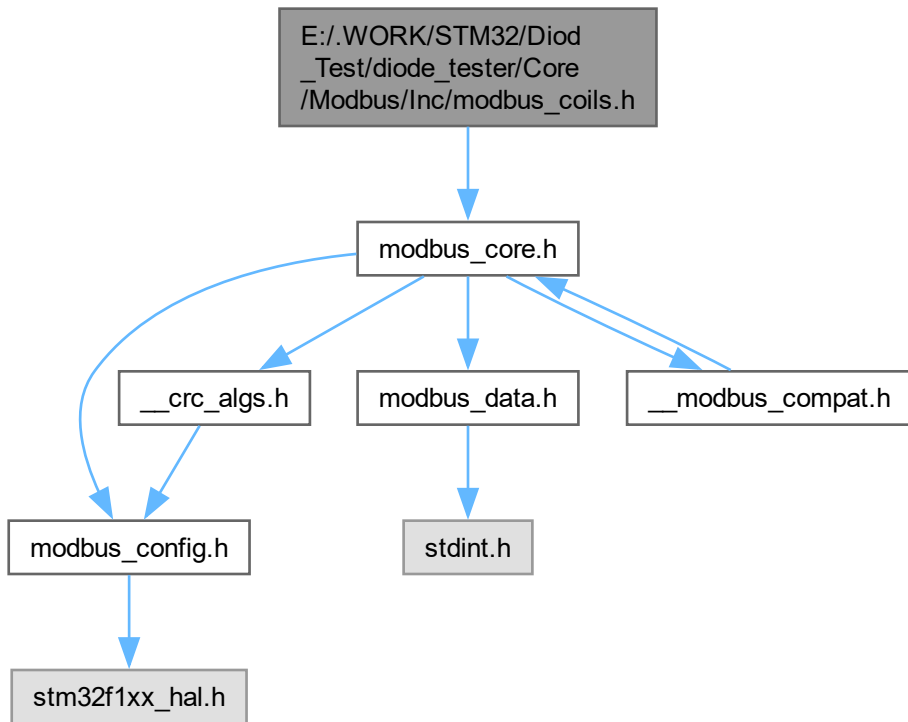 E:/.WORK/STM32/Diod
_Test/diode_tester/Core
/Modbus/Inc/modbus_coils.h
modbus_core.h
__crc_algs.h
modbus_data.h
__modbus_compat.h
modbus_config.h
stdint.h
stm32f1xx_hal.h